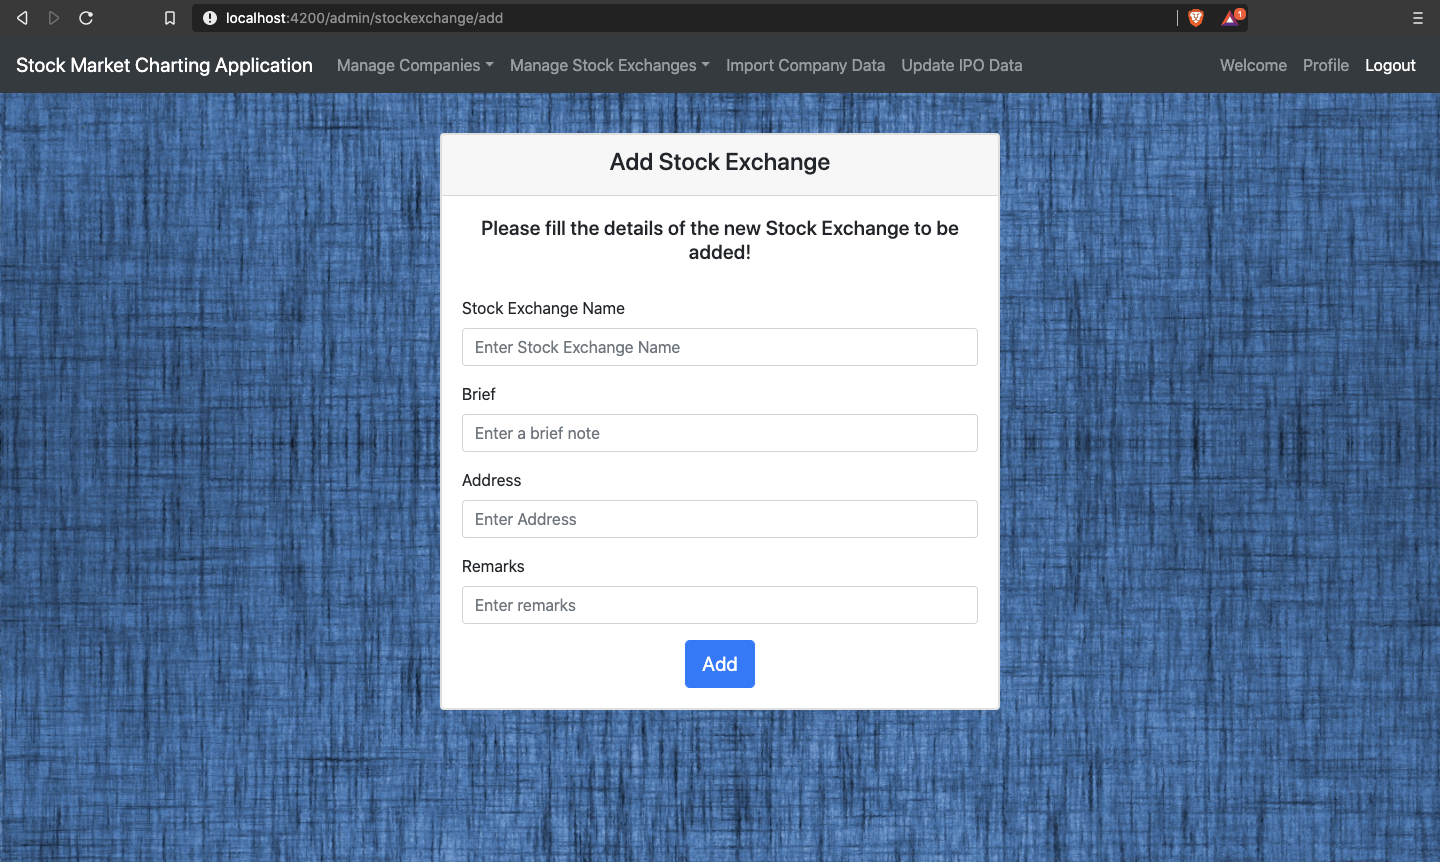 localhost:4200/admin/stockexchange/add
1
Stock Market Charting Application Manage Companies Manage Stock Exchanges Import Company Data Update IPO Data Welcome Profile Logout
Add Stock Exchange
Please fill the details of the new Stock Exchange to be
added!
Stock Exchange Name
Enter Stock Exchange Name
Brief
Enter a brief note
Address
Enter Address
Remarks
Enter remarks
Add